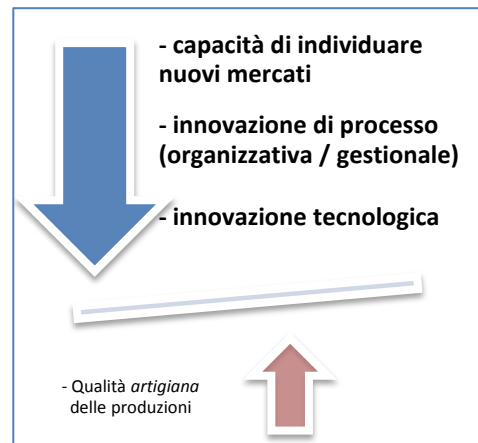 - capacità di individuare
nuovi mercati
- innovazione di processo
(organizzativa / gestionale)
- innovazione tecnologica
- Qualità artigiana
delle produzioni